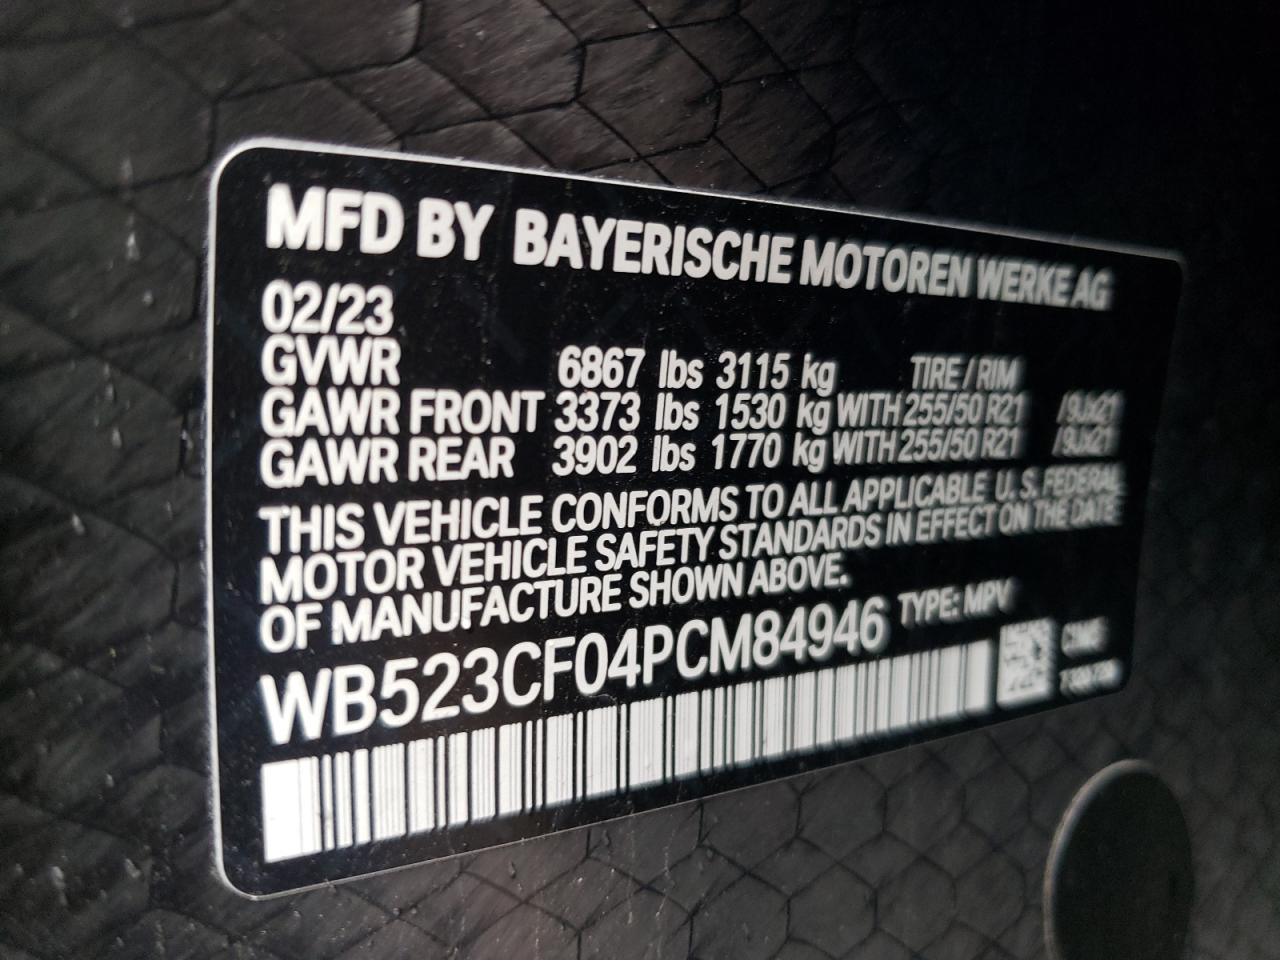 MFD BY BAYERISCHE MOTOREN WERKE AG
02/23
GVWR 6867 lbs 3115 kg TIRE / RIM
GAWR FRONT 3373 lbs 1530 kg WITH 255/50 R21 /9Jx21
GAWR REAR 3902 lbs 1770 kg WITH 255/50 R21 /9Jx21
THIS VEHICLE CONFORMS TO ALL APPLICABLE U.S. FEDERAL
MOTOR VEHICLE SAFETY STANDARDS IN EFFECT ON THE DATE
OF MANUFACTURE SHOWN ABOVE.
WB523CF04PCM84946 TYPE: MPV